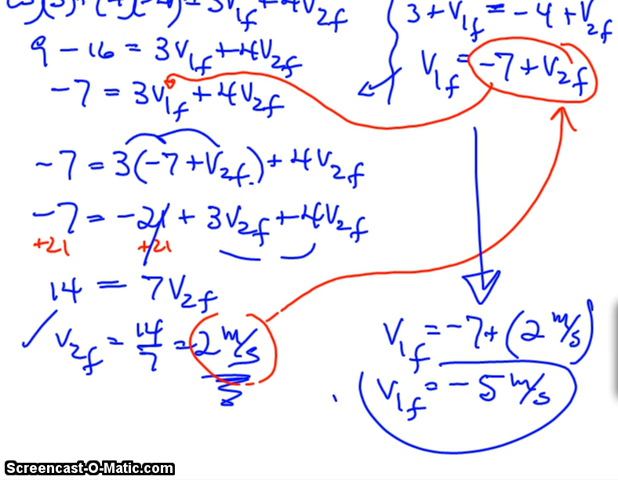 3V1f + 4V2f
9 - 16 = 3V1f + 4V2f
-7 = 3V1f + 4V2f
-7 = 3(-7 + V2f) + 4V2f
-7 = -21 + 3V2f + 4V2f
+21 +21
14 = 7V2f
V2f = 14/7 = 2 m/s
3 + V1f = -4 + V2f
V1f = -7 + V2f
V1f = -7 + (2 m/s)
V1f = -5 m/s
Screencast-O-Matic.com